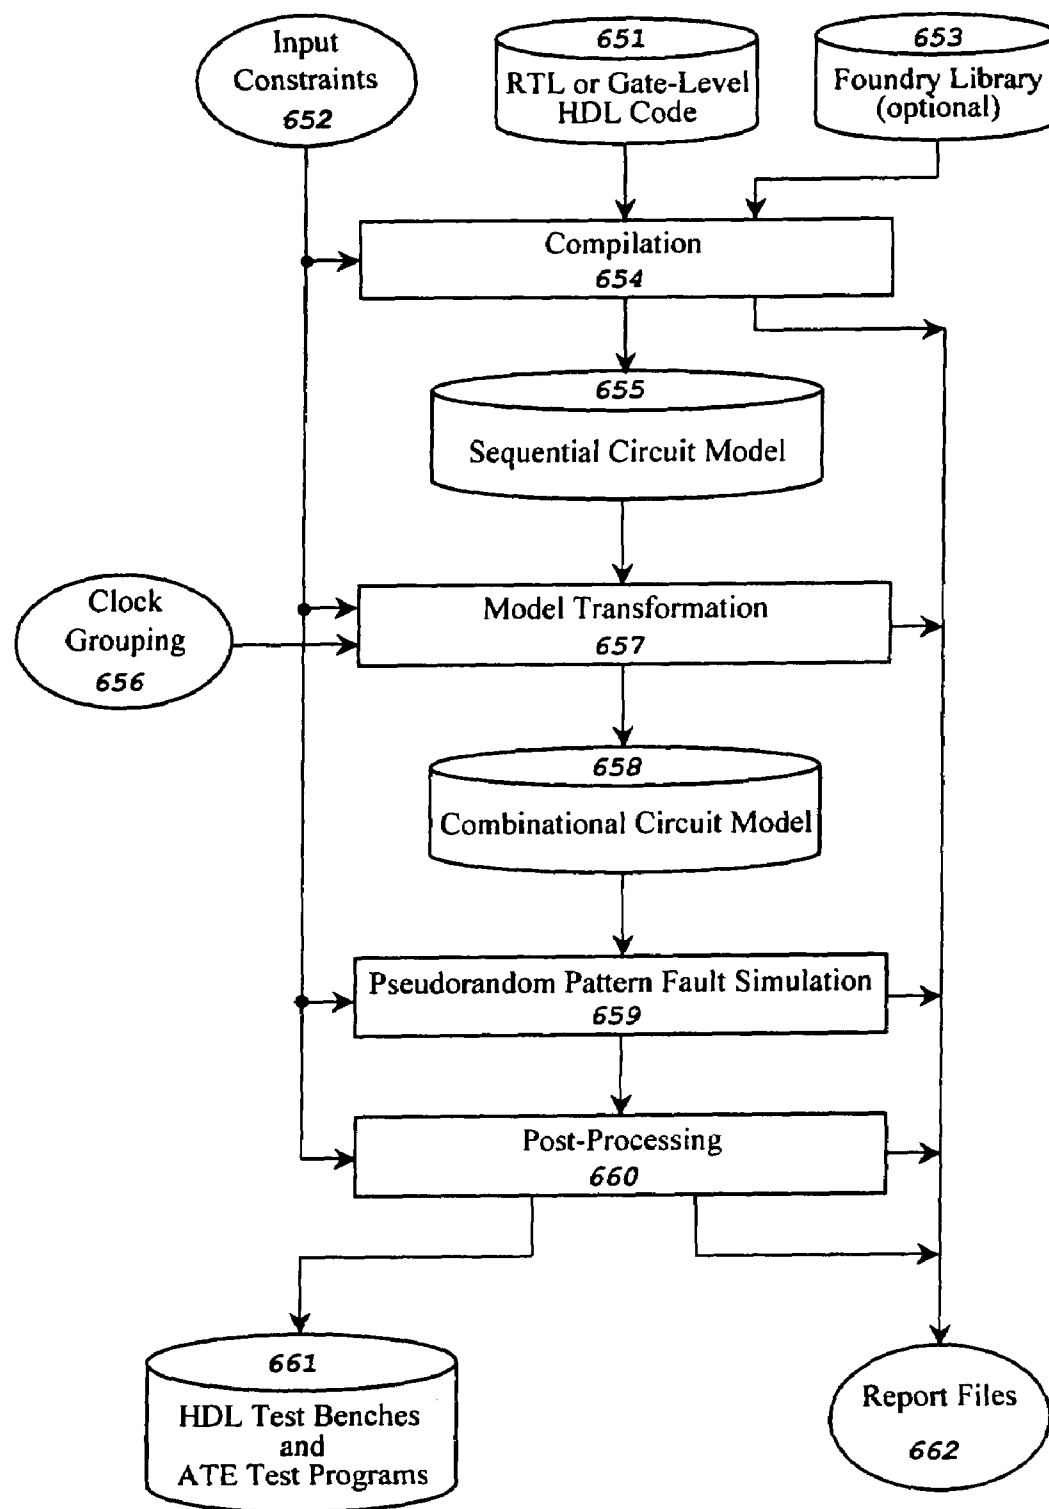 Input
Constraints
652
651
RTL or Gate-Level
HDL Code
653
Foundry Library
(optional)
Compilation
654
655
Sequential Circuit Model
Clock
Grouping
656
Model Transformation
657
658
Combinational Circuit Model
Pseudorandom Pattern Fault Simulation
659
Post-Processing
660
661
HDL Test Benches
and
ATE Test Programs
Report Files
662